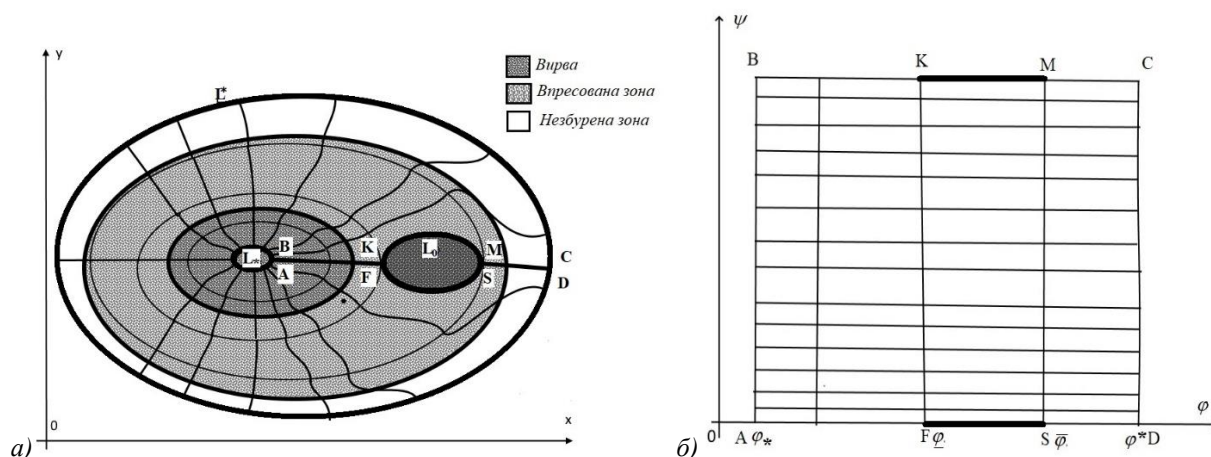 y
ψ
B
K
M
C
Вирва
Впресована зона
Незбурена зона
L*
B
K
L₀
M
C
L*
A
F
S
D
0
x
а)
φ
0
A φ*
F φ
S φ̄
φ* D
б)